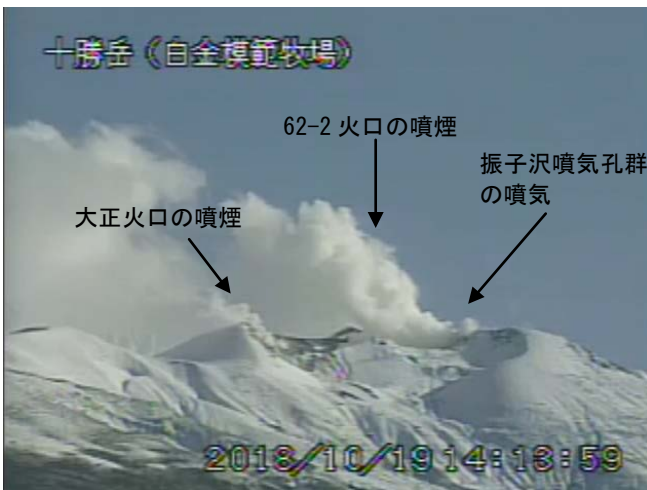 十勝岳（白金模範牧場）
62-2 火口の噴煙
振子沢噴気孔群
の噴気
大正火口の噴煙
2018/10/19 14:13:59